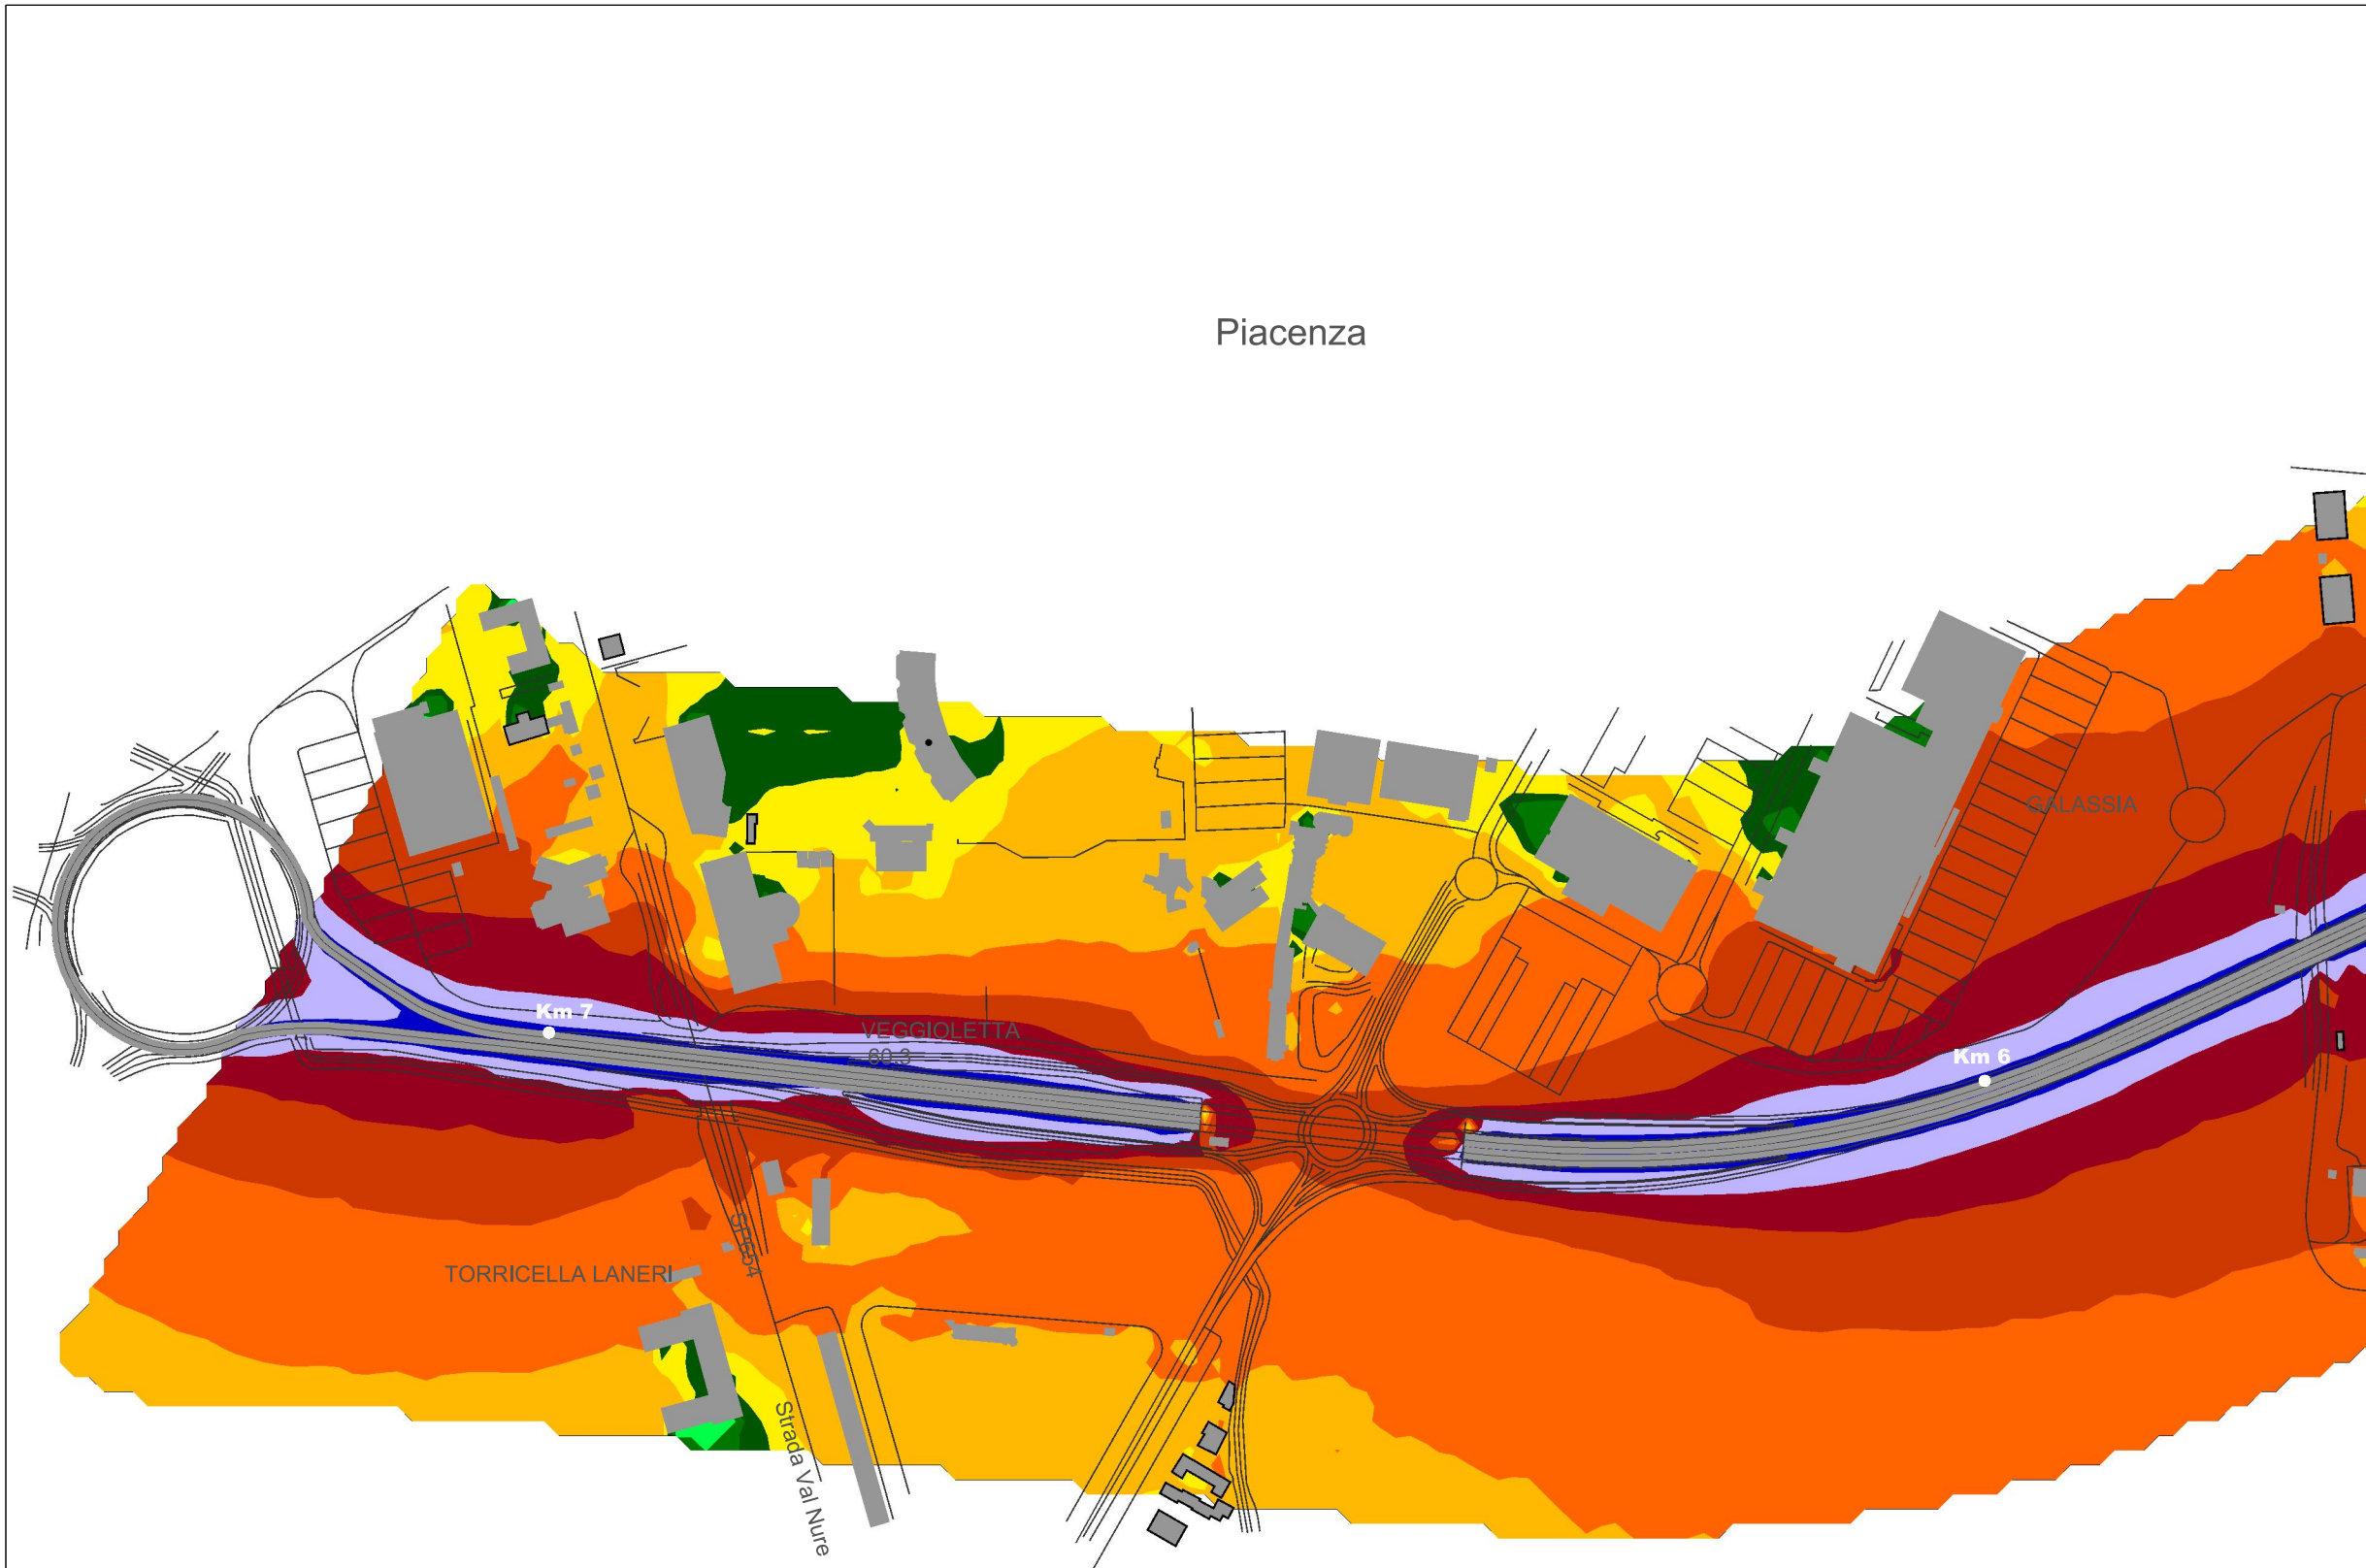 Piacenza
GALASSIA
Km 7
VEGGIOLETTA
60.3
Km 6
SP654
TORRICELLA LANERI
Strada Val Nure